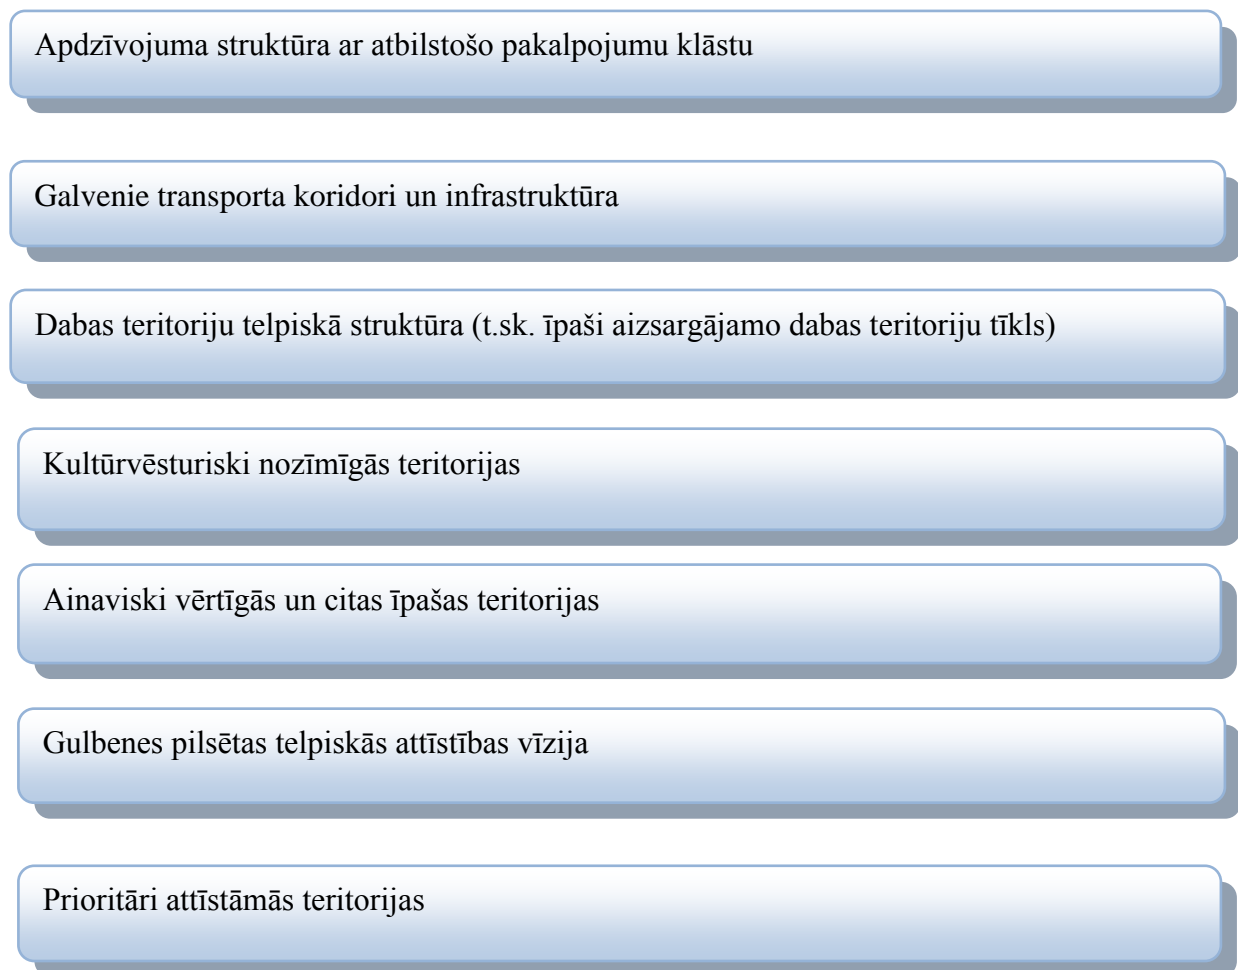 Apdzīvojuma struktūra ar atbilstošo pakalpojumu klāstu
Galvenie transporta koridori un infrastruktūra
Dabas teritoriju telpiskā struktūra (t.sk. īpaši aizsargājamo dabas teritoriju tīkls)
Kultūrvēsturiski nozīmīgās teritorijas
Ainaviski vērtīgās un citas īpašas teritorijas
Gulbenes pilsētas telpiskās attīstības vīzija
Prioritāri attīstāmās teritorijas